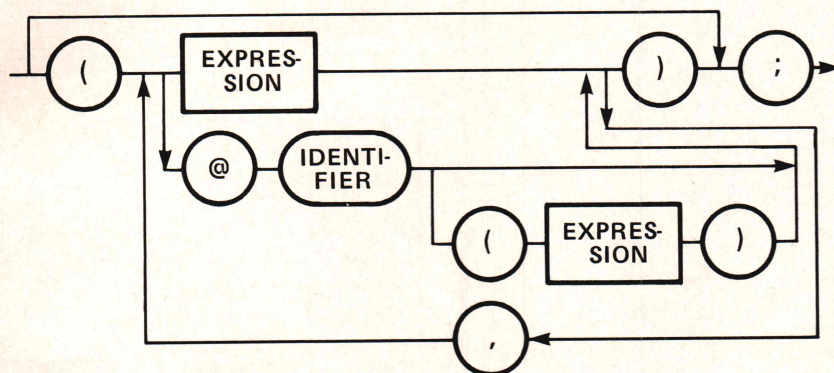 (
EXPRES-
SION
)
;
@
IDENTI-
FIER
(
EXPRES-
SION
)
,